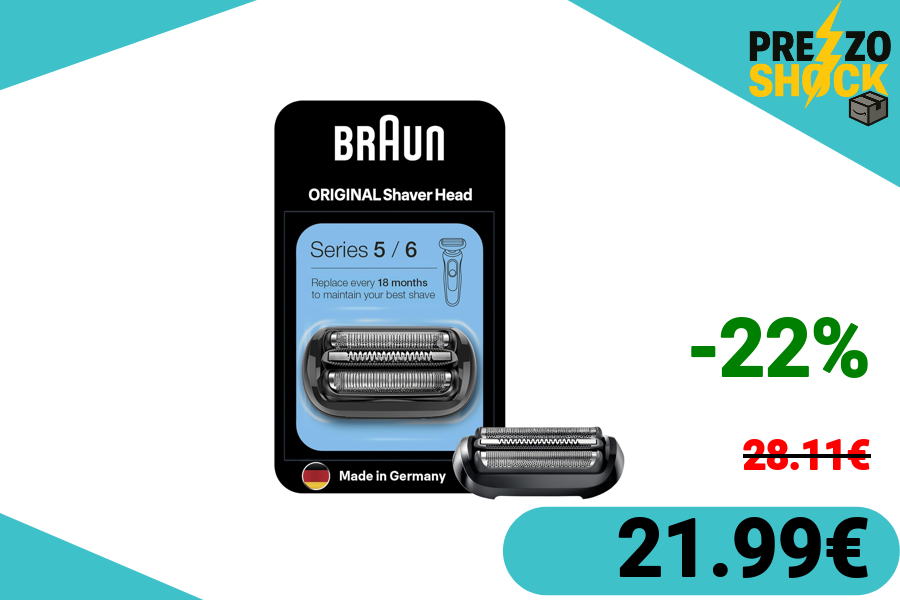 PREZZO
SHOCK
BRAUN
ORIGINAL Shaver Head
Series 5 / 6
Replace every 18 months
to maintain your best shave
Made in Germany
-22%
28.11€
21.99€